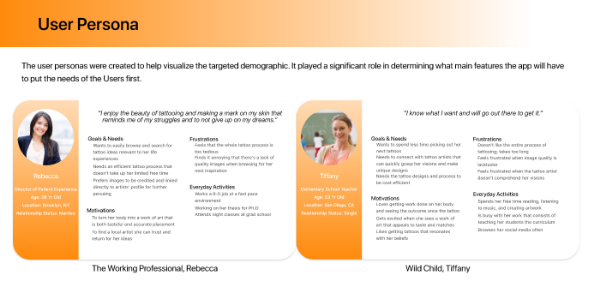 User Persona
The user personas were created to help visualize the targeted demographic. It played a significant role in determining what main features the app will have
to put the needs of the Users first.
"I enjoy the beauty of tattooing and making a mark on my skin that
reminds me of my struggles and to not give up on my dreams."
Rebecca
Director of Patient Experience
Age: 29 Yr Old
Location: Brooklyn, NY
Relationship Status: Married
Goals & Needs
Wants to easily browse and search for
tattoo ideas relevant to her life
experiences
Needs an efficient tattoo process that
doesn't take up her limited free time
Prefers images to be credited and linked
directly to artists' profile for further
perusing
Motivations
To turn her body into a work of art that
is both tasteful and accurate placement
To find a local artist she can trust and
return for her ideas
Frustrations
Feels that the whole tattoo process is
too tedious
Finds it annoying that there's a lack of
quality images when browsing for her
own inspiration
Everyday Activities
Works a 9-5 job at a fast pace
environment
Working on her thesis for Ph.D
Attends night classes at grad school
The Working Professional, Rebecca
"I know what I want and will go out there to get it."
Tiffany
Elementary School Teacher
Location: San Diego, CA
Relationship Status: Single
Goals & Needs
Wants to spend less time picking out her
next tattoos
Needs to connect with tattoo artists that
can quickly grasp her visions and make
unique designs
Needs the tattoo designs and process to
be cost efficient
Motivations
Loves getting work done on her body
and seeing the outcome once the tattoo
Gets excited when she sees a work of
art that appeals to taste and matches
Likes getting tattoos that resonates
with her beliefs
Frustrations
Doesn't like the entire process of
tattooing; takes too long
Feels frustrated when image quality is
Feels frustrated when the tattoo artist
doesn't comprehend her visions
Everyday Activities
Spends her free time reading, listening
to music, and creating artwork
Is busy with her work that consists of
teaching her students the curriculum
Browses her social media often
Wild Child, Tiffany